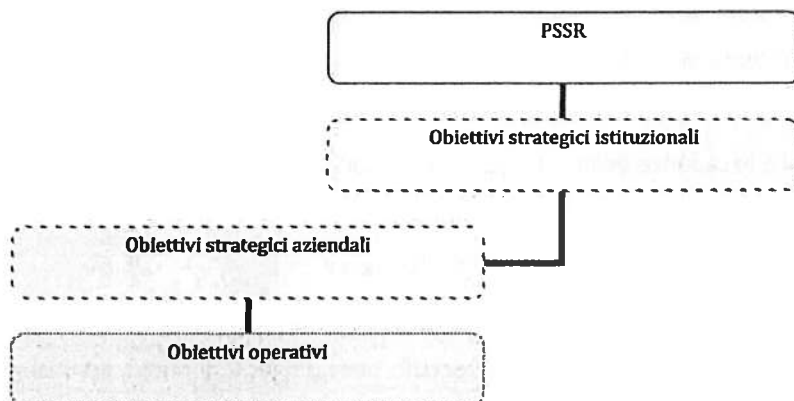 PSSR
Obiettivi strategici istituzionali
Obiettivi strategici aziendali
Obiettivi operativi